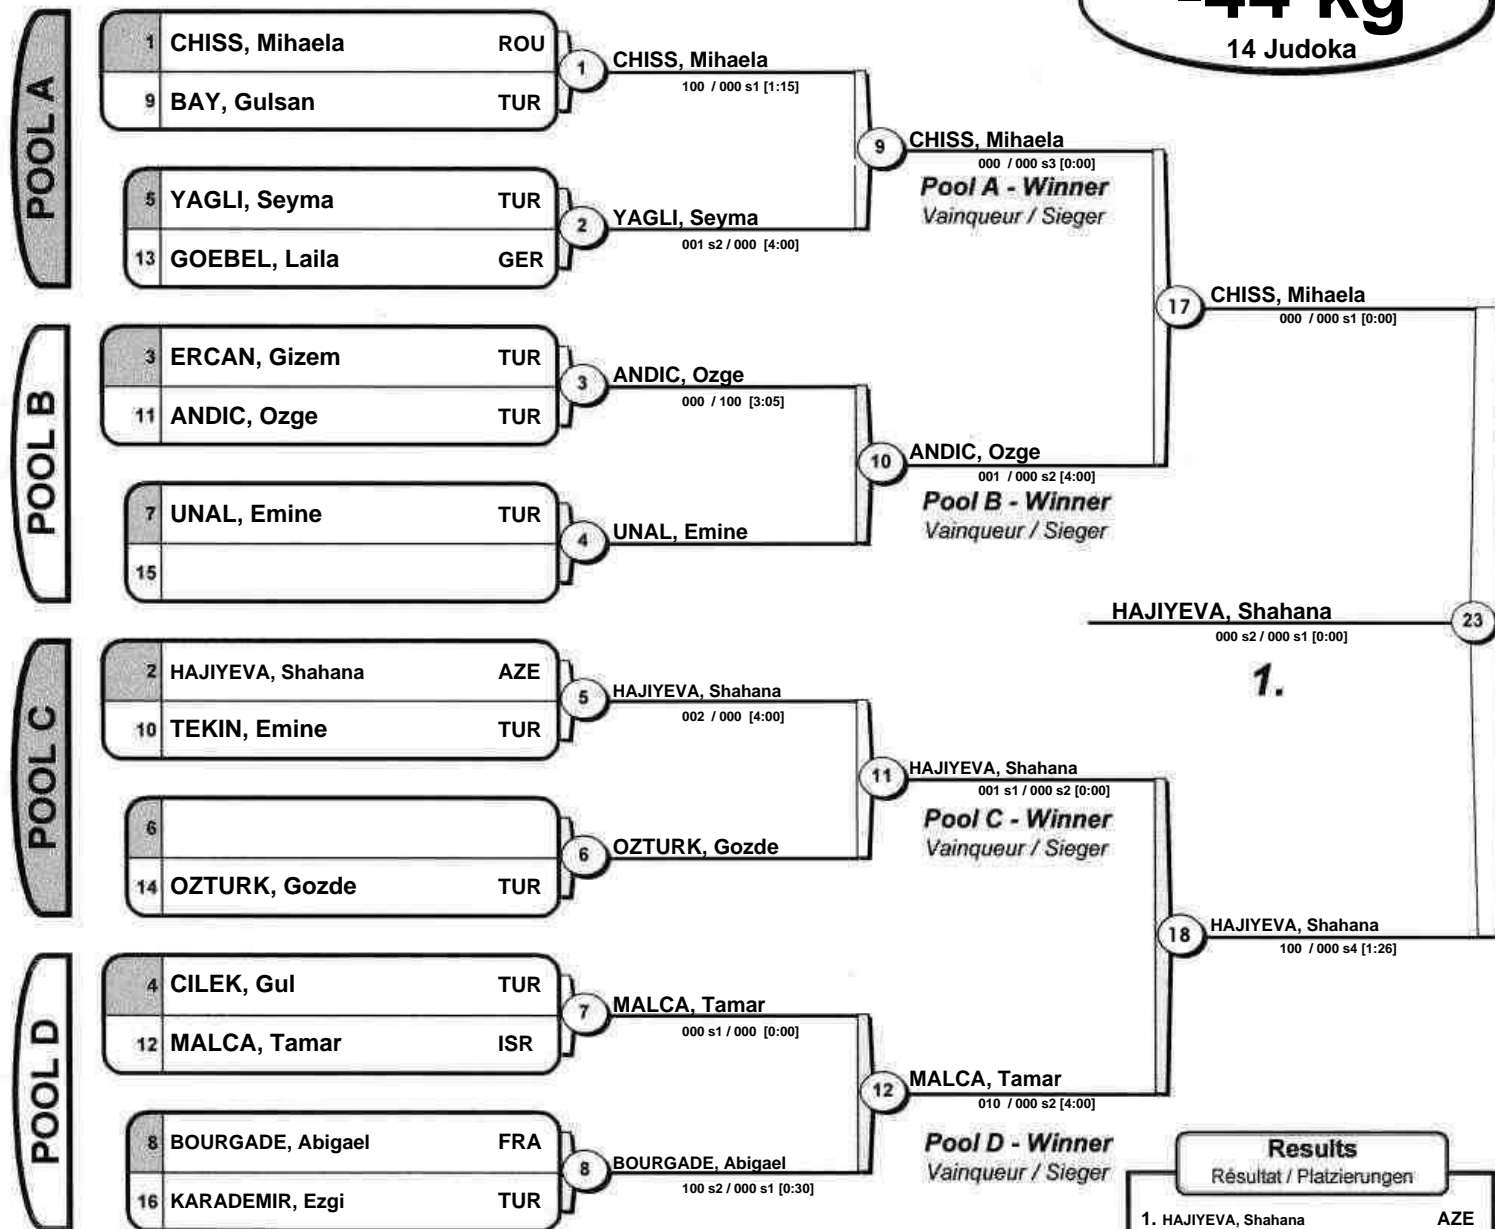 -44 kg
14 Judoka
POOL A
1 CHISS, Mihaela ROU
9 BAY, Gulsan TUR
1
CHISS, Mihaela
100 / 000 s1 [1:15]
5 YAGLI, Seyma TUR
13 GOEBEL, Laila GER
2
YAGLI, Seyma
001 s2 / 000 [4:00]
9
CHISS, Mihaela
000 / 000 s3 [0:00]
Pool A - Winner
Vainqueur / Sieger
POOL B
3 ERCAN, Gizem TUR
11 ANDIC, Ozge TUR
3
ANDIC, Ozge
000 / 100 [3:05]
7 UNAL, Emine TUR
15
4
UNAL, Emine
10
ANDIC, Ozge
001 / 000 s2 [4:00]
Pool B - Winner
Vainqueur / Sieger
17
CHISS, Mihaela
000 / 000 s1 [0:00]
HAJIYEVA, Shahana
23
000 s2 / 000 s1 [0:00]
1.
POOL C
2 HAJIYEVA, Shahana AZE
10 TEKIN, Emine TUR
5
HAJIYEVA, Shahana
002 / 000 [4:00]
6
14 OZTURK, Gozde TUR
6
OZTURK, Gozde
11
HAJIYEVA, Shahana
001 s1 / 000 s2 [0:00]
Pool C - Winner
Vainqueur / Sieger
POOL D
4 CILEK, Gul TUR
12 MALCA, Tamar ISR
7
MALCA, Tamar
000 s1 / 000 [0:00]
8 BOURGADE, Abigael FRA
16 KARADEMIR, Ezgi TUR
8
BOURGADE, Abigael
100 s2 / 000 s1 [0:30]
12
MALCA, Tamar
010 / 000 s2 [4:00]
Pool D - Winner
Vainqueur / Sieger
18
HAJIYEVA, Shahana
100 / 000 s4 [1:26]
Results
Résultat / Platzierungen
1. HAJIYEVA, Shahana AZE